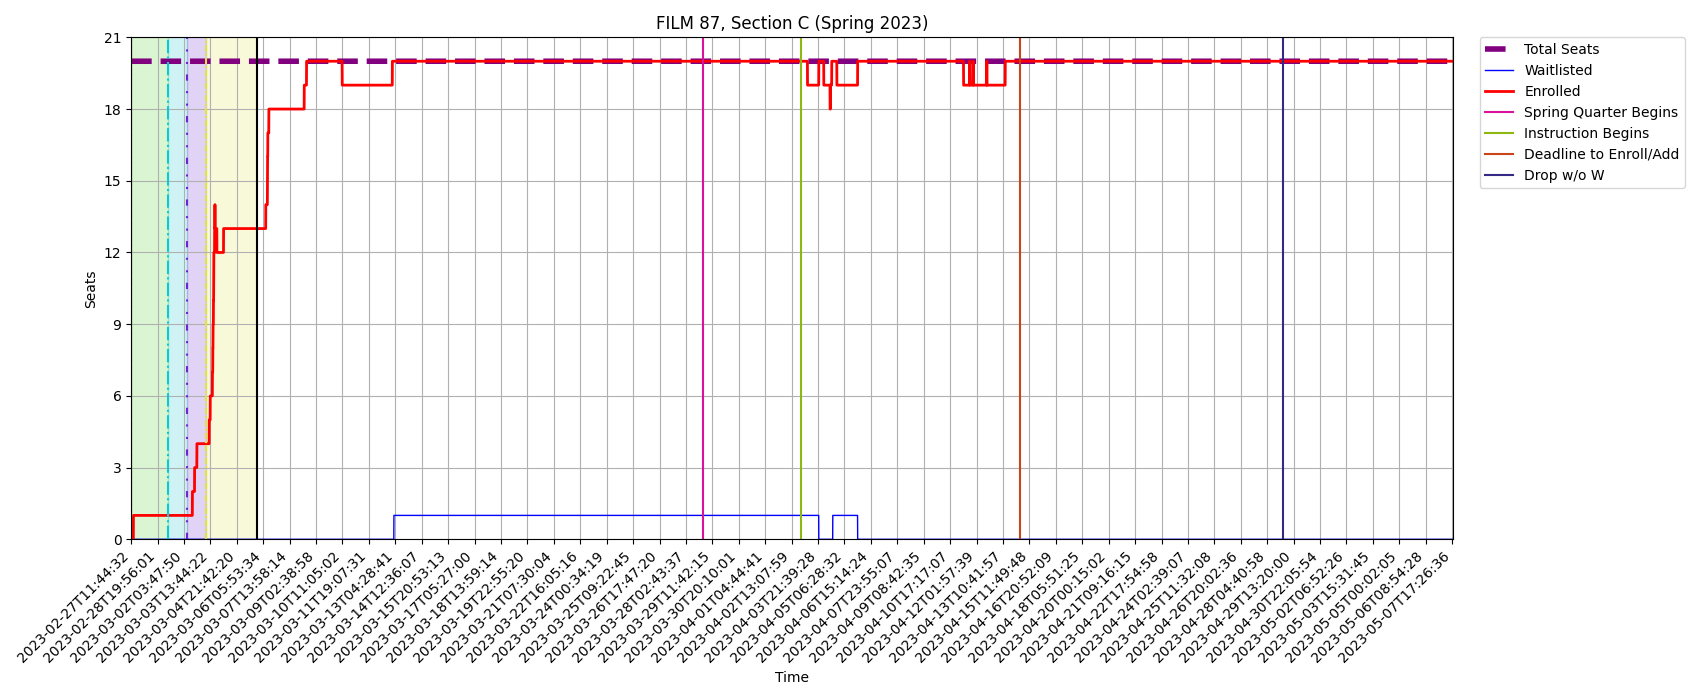 FILM 87, Section C (Spring 2023)
Seats
21
18
15
12
9
6
3
0
Total Seats
Waitlisted
Enrolled
Spring Quarter Begins
Instruction Begins
Deadline to Enroll/Add
Drop w/o W
2023-02-27T11:44:32
2023-02-28T19:56:01
2023-03-02T03:47:50
2023-03-03T13:44:22
2023-03-04T21:42:20
2023-03-06T05:53:34
2023-03-07T13:58:14
2023-03-09T02:38:58
2023-03-10T11:05:02
2023-03-11T19:07:31
2023-03-13T04:28:41
2023-03-14T12:36:07
2023-03-15T20:53:13
2023-03-17T05:27:00
2023-03-18T13:59:14
2023-03-19T22:55:20
2023-03-21T07:30:04
2023-03-22T16:05:16
2023-03-24T00:34:19
2023-03-25T09:22:45
2023-03-26T17:47:20
2023-03-28T02:43:37
2023-03-29T11:42:15
2023-03-30T20:10:01
2023-04-01T04:44:41
2023-04-02T13:07:59
2023-04-03T21:39:28
2023-04-05T06:28:32
2023-04-06T15:14:24
2023-04-07T23:55:07
2023-04-09T08:42:35
2023-04-10T17:17:07
2023-04-12T01:57:39
2023-04-13T10:41:57
2023-04-15T11:49:48
2023-04-16T20:52:09
2023-04-18T05:51:25
2023-04-20T00:15:02
2023-04-21T09:16:15
2023-04-22T17:54:58
2023-04-24T02:39:07
2023-04-25T11:32:08
2023-04-26T20:02:36
2023-04-28T04:40:58
2023-04-29T13:20:00
2023-04-30T22:05:54
2023-05-02T06:52:26
2023-05-03T15:31:45
2023-05-05T00:02:05
2023-05-06T08:54:28
2023-05-07T17:26:36
Time